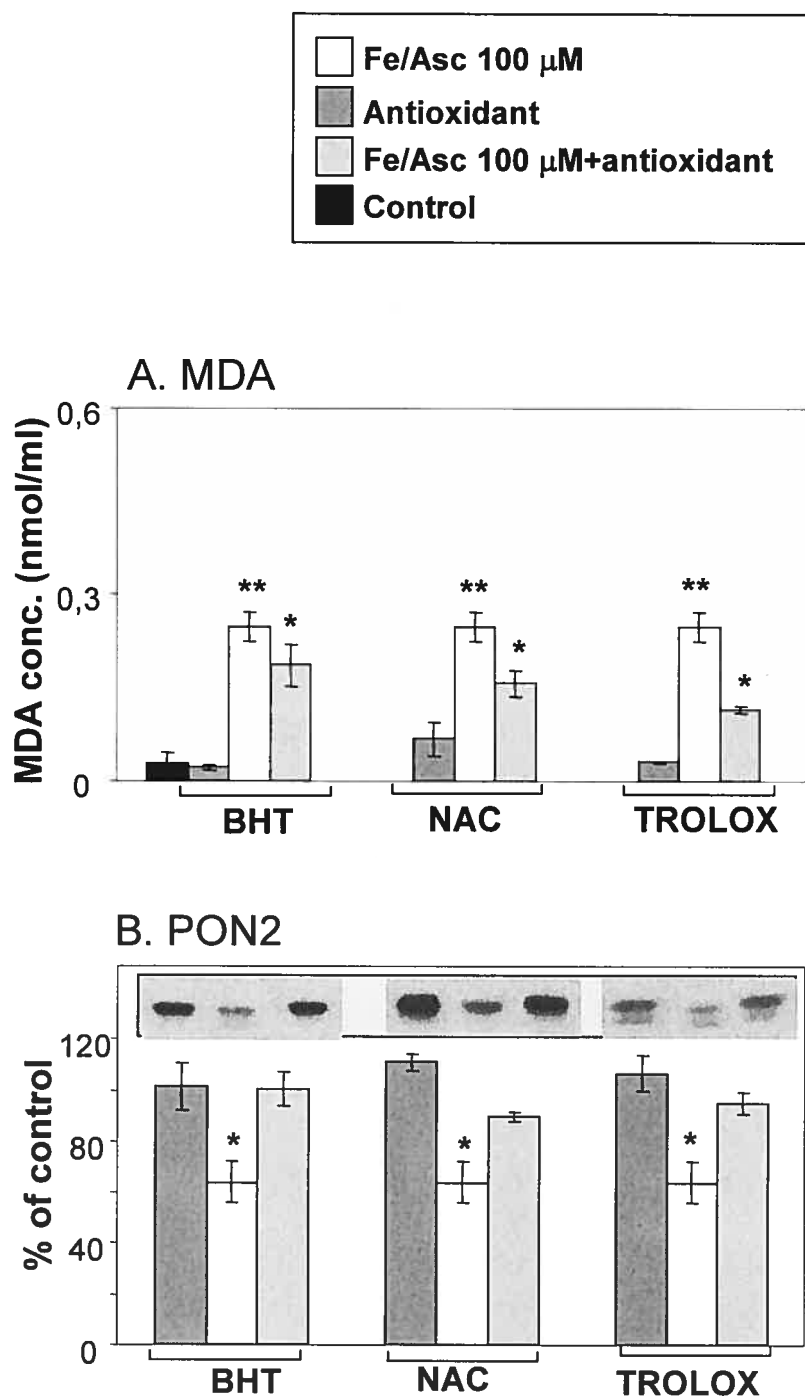 Fe/Asc 100 μM
Antioxidant
Fe/Asc 100 μM+antioxidant
Control
A. MDA
MDA conc. (nmol/ml)
0,6
0,3
0
** *
** *
** *
BHT NAC TROLOX
B. PON2
% of control
120
80
40
0
* * *
BHT NAC TROLOX